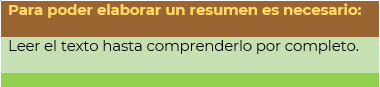 Para poder elaborar un resumen es necesario:
Leer el texto hasta comprenderlo por completo.